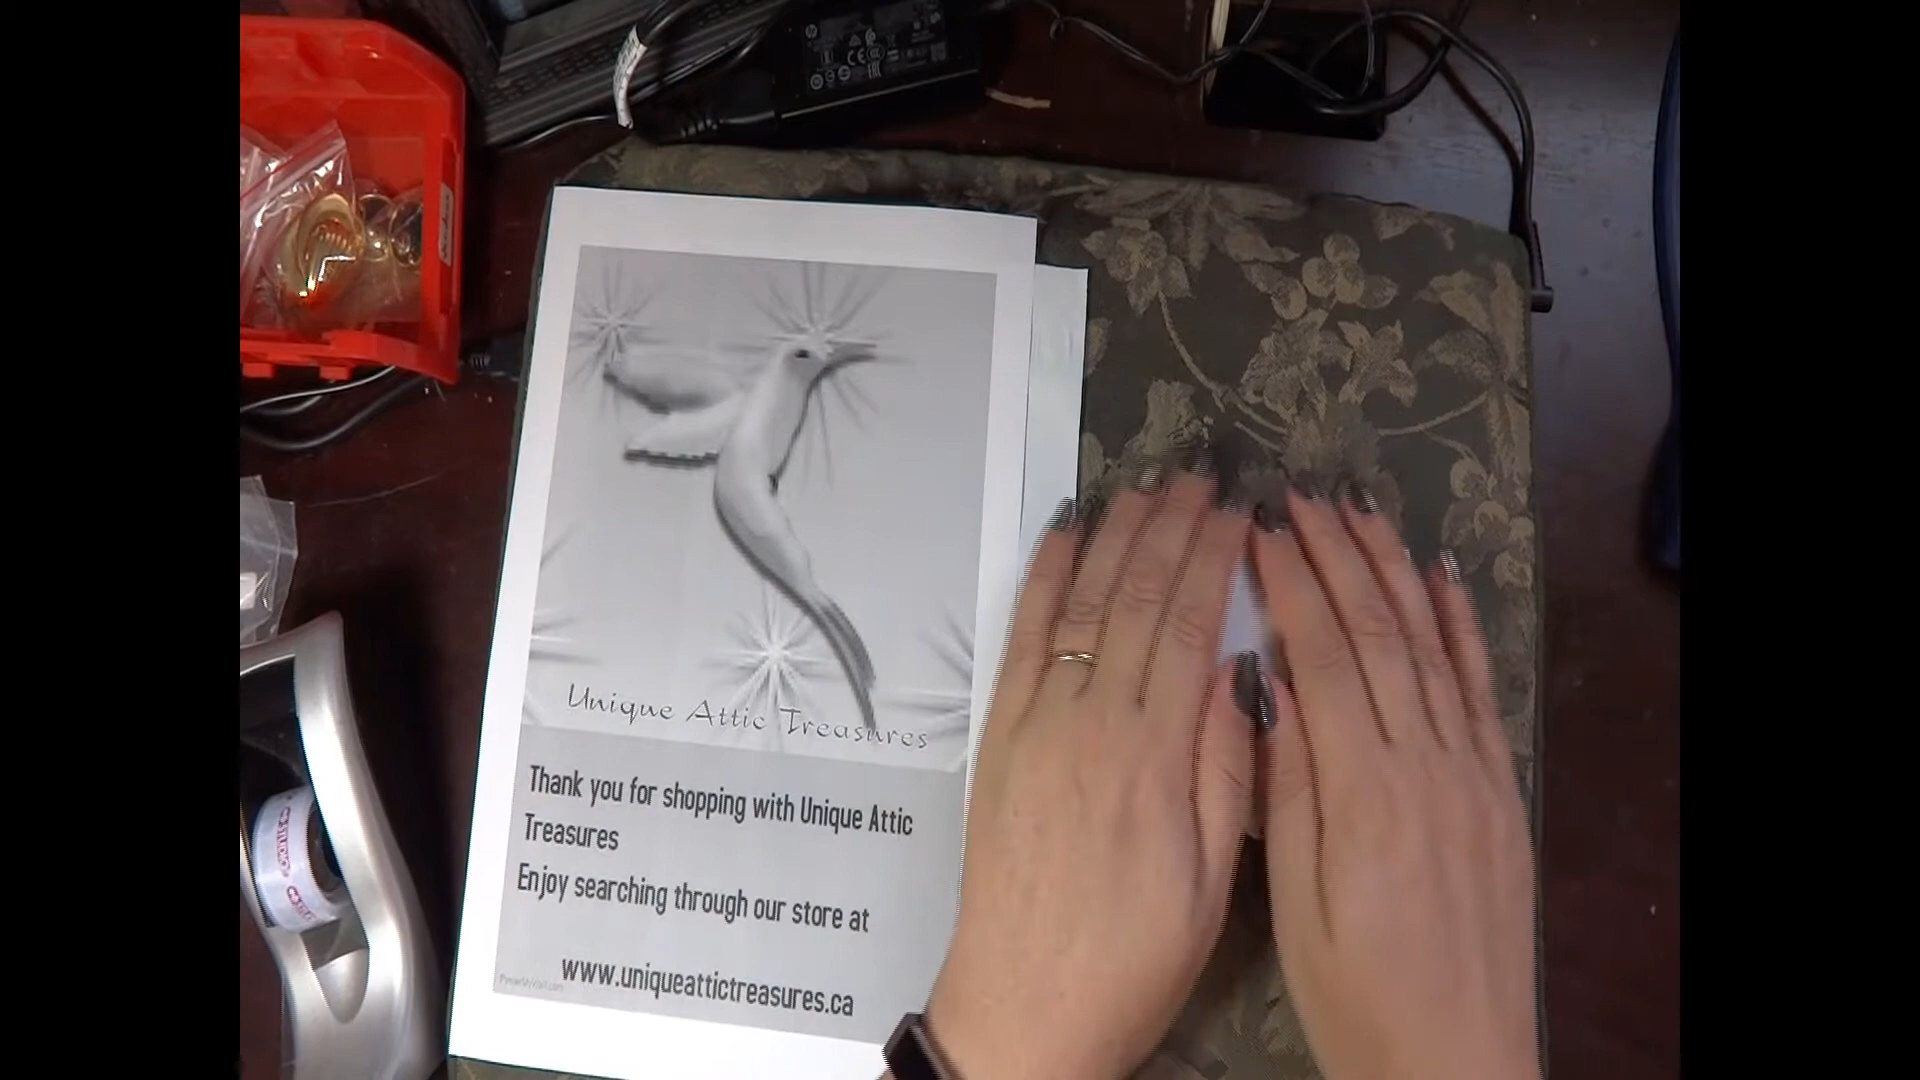 hp
Unique Attic Treasures
Thank you for shopping with Unique Attic
Treasures
Enjoy searching through our store at
www.uniqueattictreasures.ca